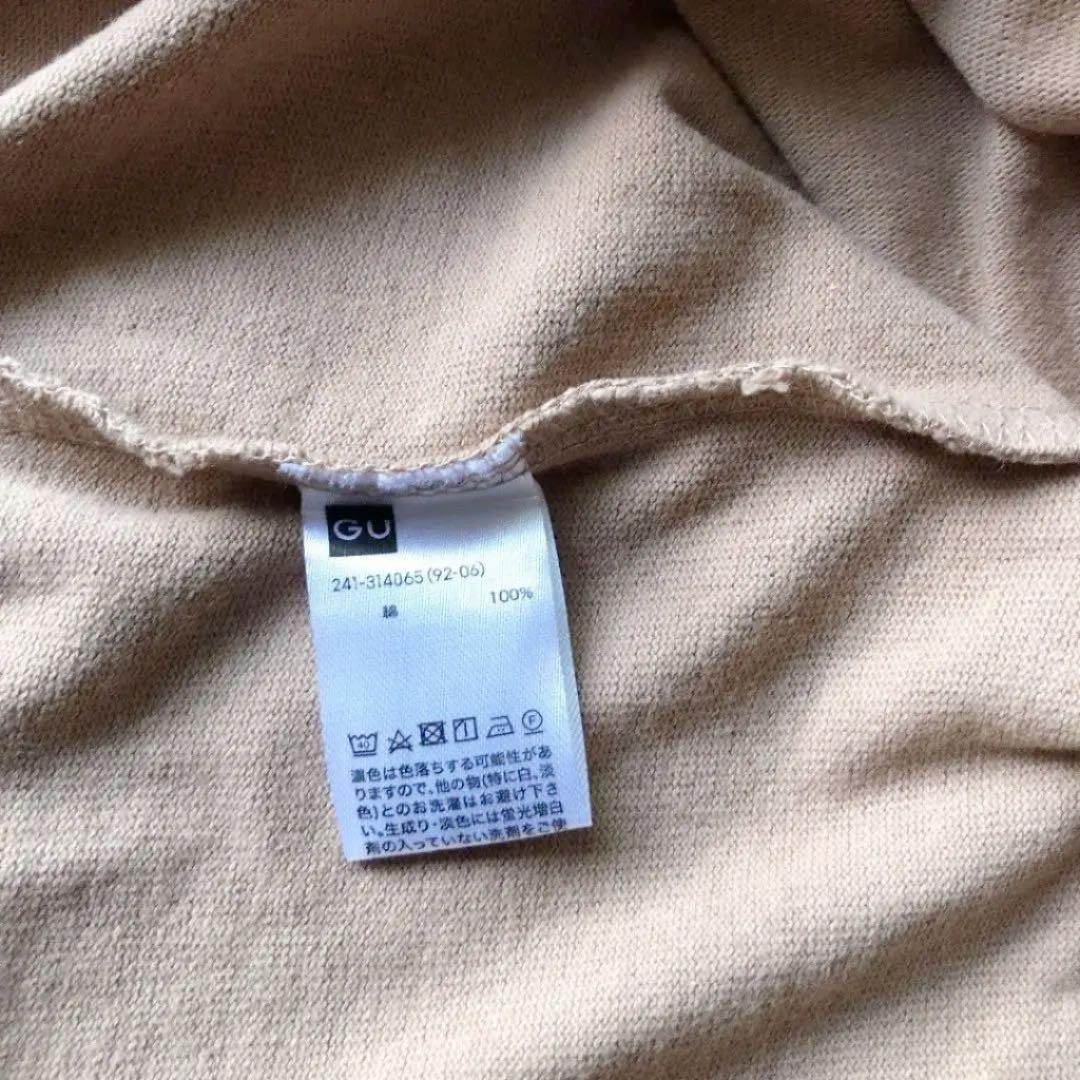 GU
241-314065 (92-06)
綿 100%
40 F
濃色は色落ちする可能性があ
りますので、他の物(特に白、淡
色)とのお洗濯はお避け下さ
い。生成り・淡色には蛍光増白
剤の入っていない洗剤をご使